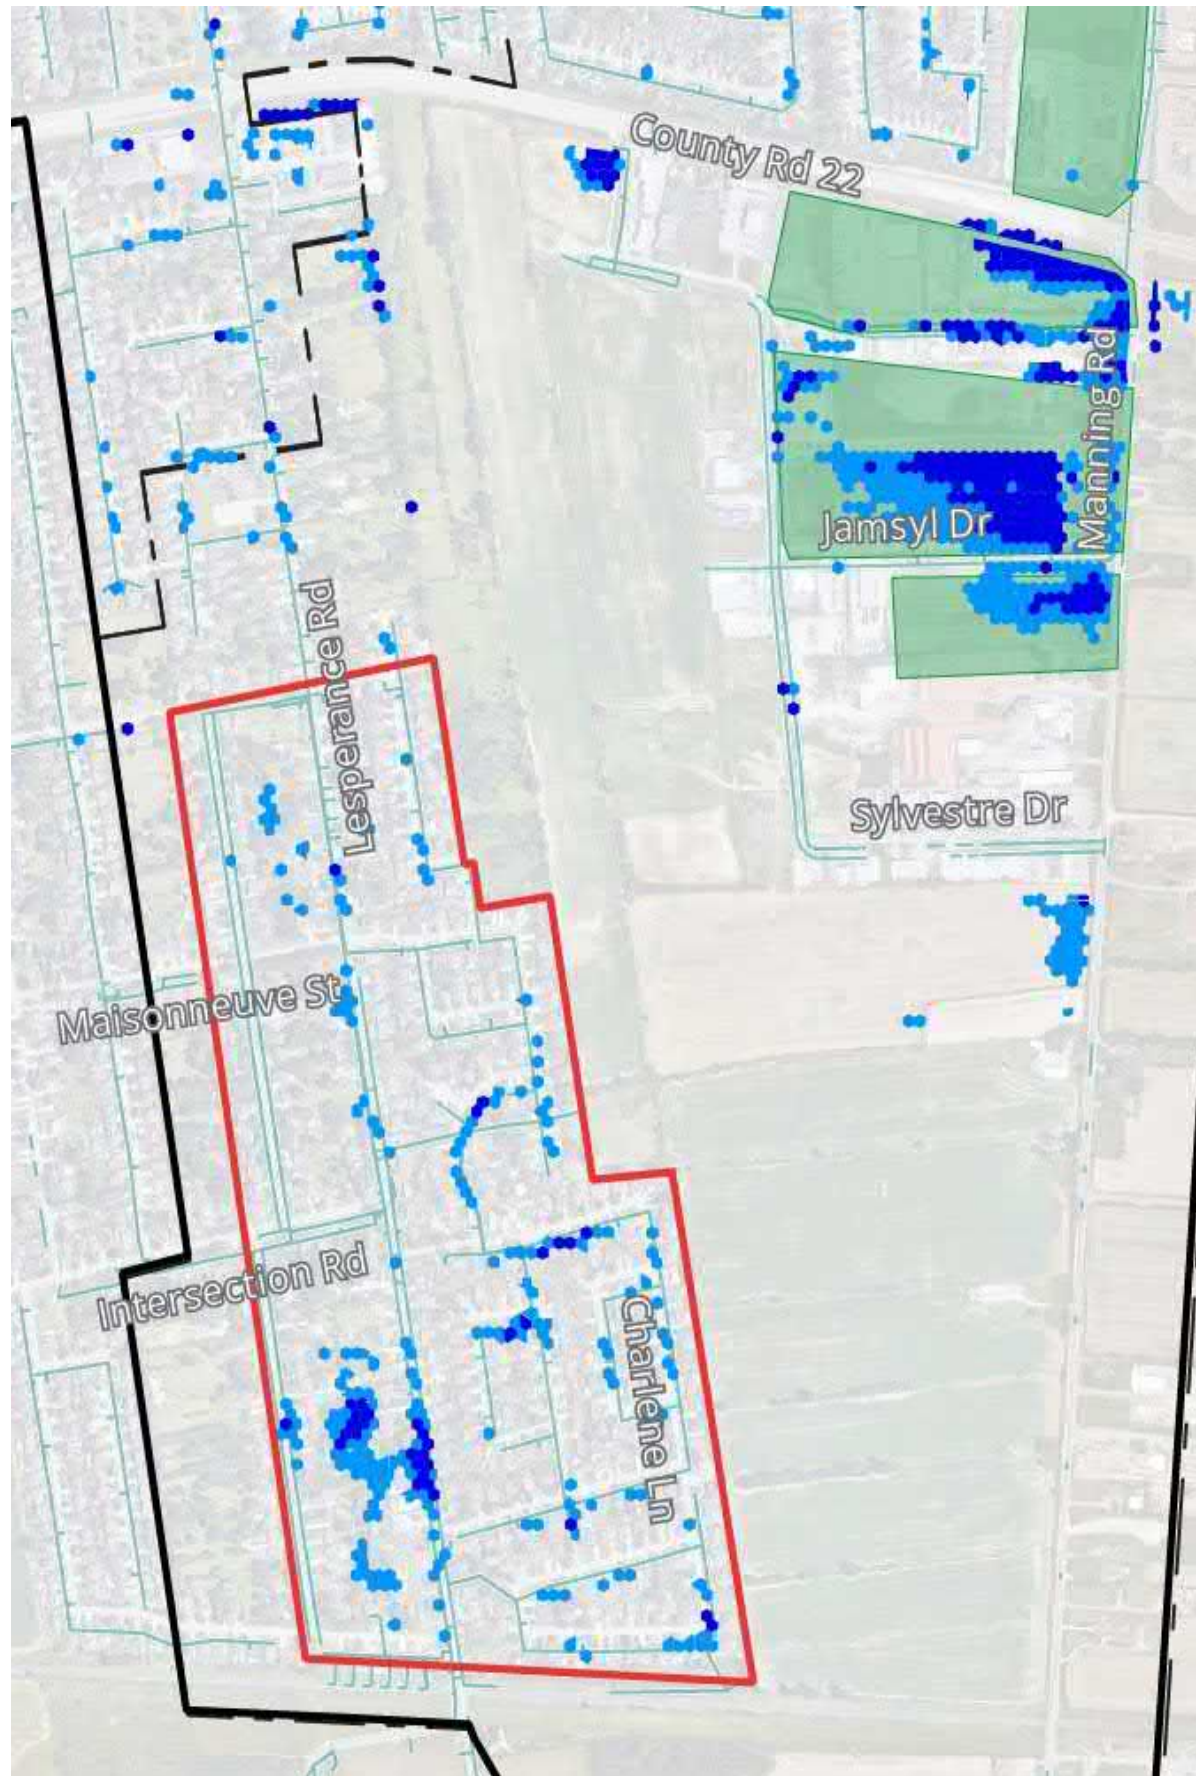 County Rd 22
Manning Rd
Jamsyl Dr
Lesperance Rd
Sylvestre Dr
Maisonneuve St
Intersection Rd
Charlene Ln